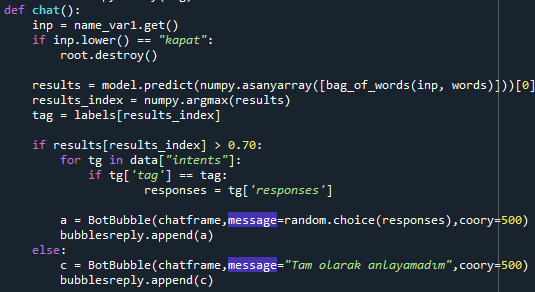 def chat():
inp = name_var1.get()
if inp.lower() == "kapat":
root.destroy()
results = model.predict(numpy.asanyarray([bag_of_words(inp, words)]))[0]
results_index = numpy.argmax(results)
tag = labels[results_index]
if results[results_index] > 0.70:
for tg in data["intents"]:
if tg['tag'] == tag:
responses = tg['responses']
a = BotBubble(chatframe,message=random.choice(responses),coory=500)
bubblesreply.append(a)
else:
c = BotBubble(chatframe,message="Tam olarak anlayamadım",coory=500)
bubblesreply.append(c)